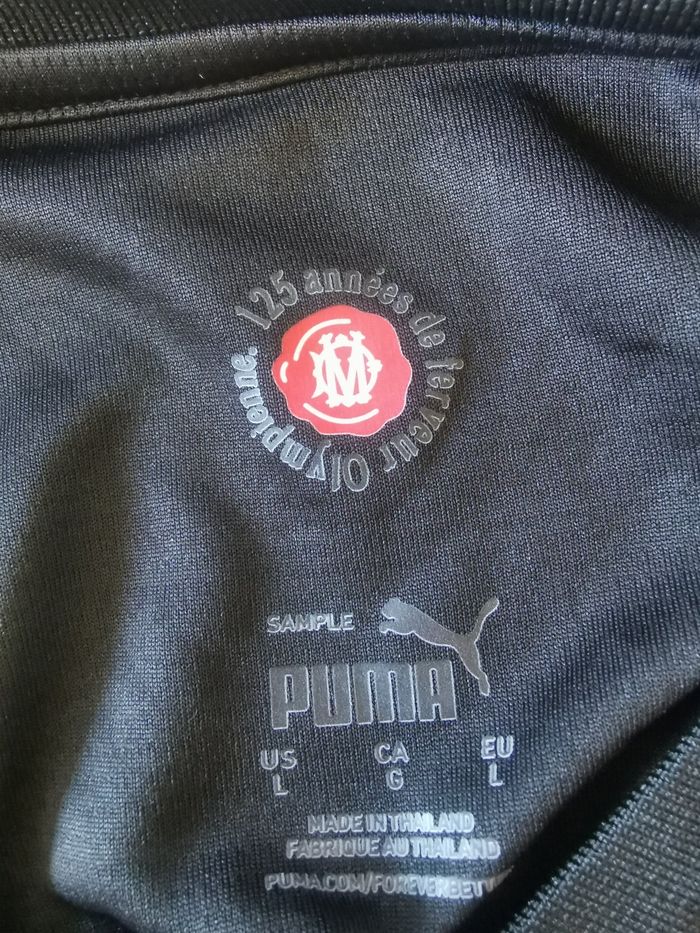 125 années de ferveur Olympienne.
OM
SAMPLE
PUMA
US CA EU
L G L
MADE IN THAILAND
FABRIQUE AU THAILAND
PUMA.COM/FOREVERBET